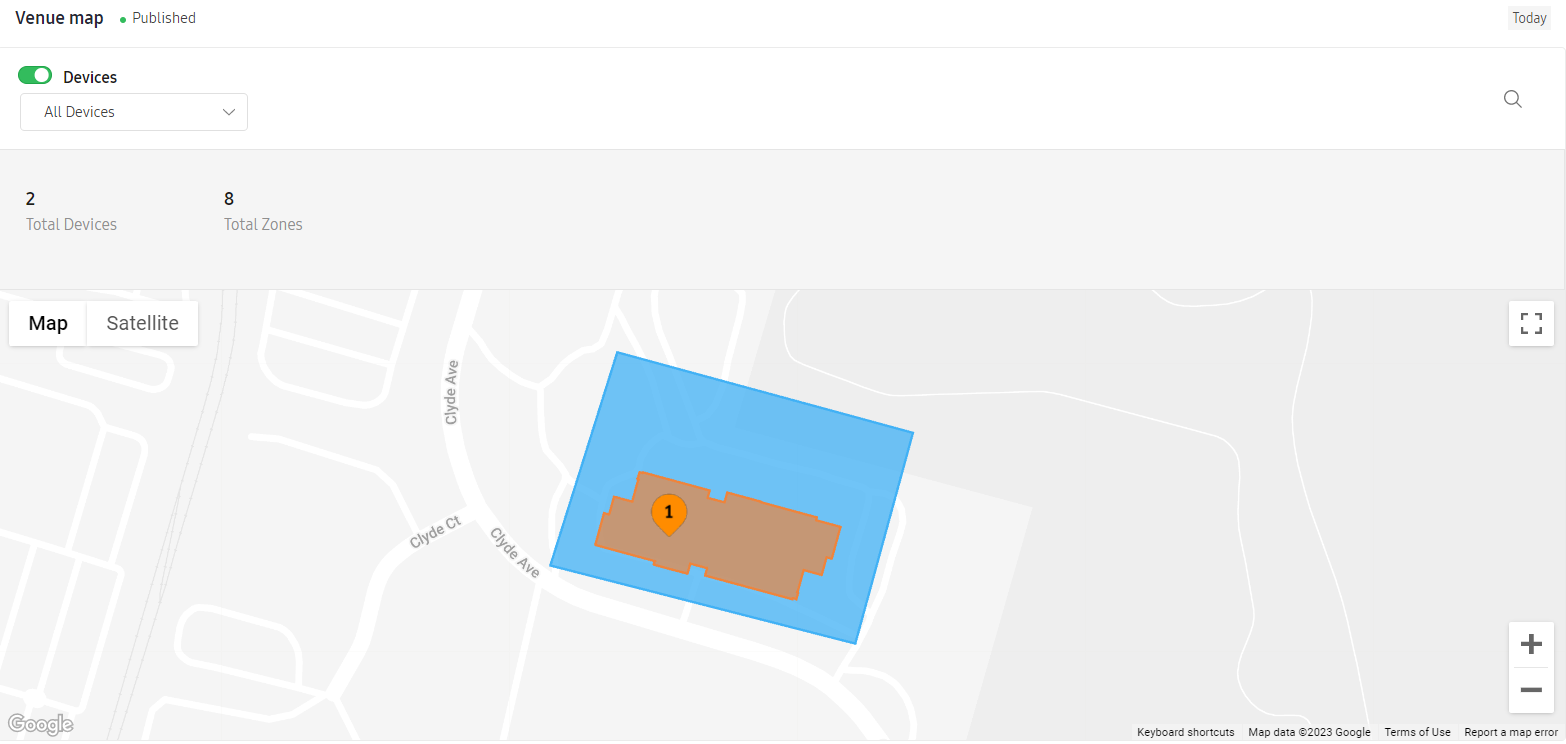 Venue map
Published
Today
Devices
All Devices
2
8
Total Devices
Total Zones
Map
Satellite
Clyde Ave
1
Clyde Ct
Clyde Ave
Google
Keyboard shortcuts
Map data ©2023 Google
Terms of Use
Report a map error